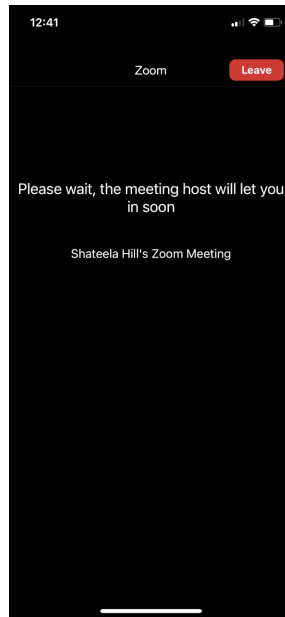 12:41
Zoom
Leave
Please wait, the meeting host will let you
in soon
Shateela Hill's Zoom Meeting